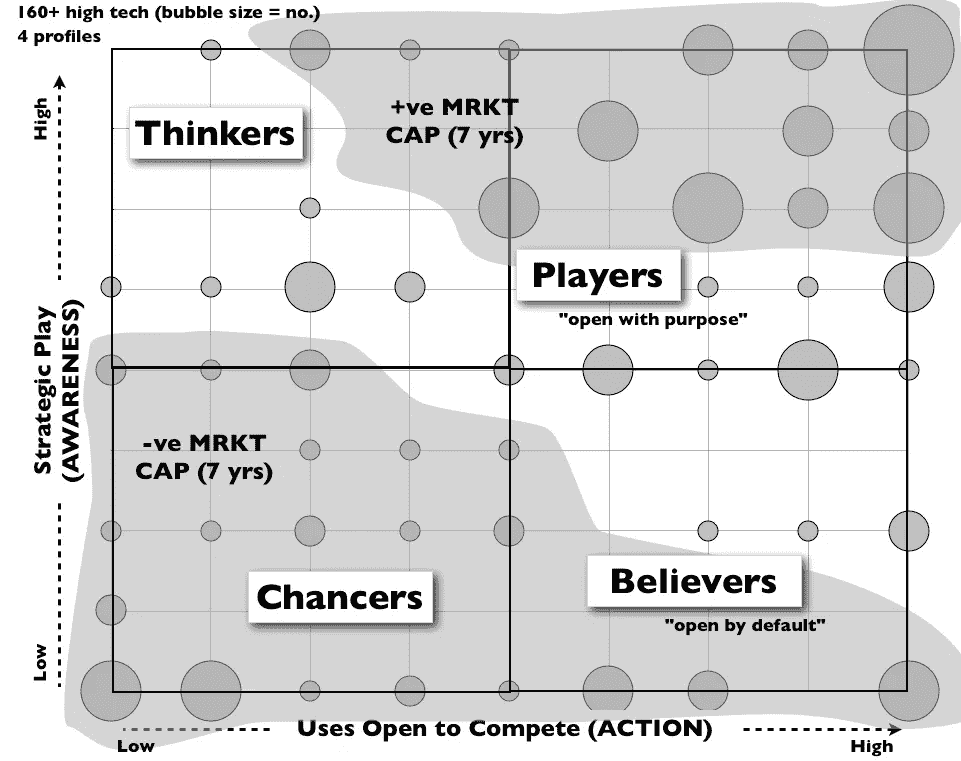 160+ high tech (bubble size = no.)
4 profiles
High
Thinkers
+ve MRKT
CAP (7 yrs)
Players
"open with purpose"
Strategic Play
(AWARENESS)
-ve MRKT
CAP (7 yrs)
Chancers
Believers
"open by default"
Low
Uses Open to Compete (ACTION)
Low
High